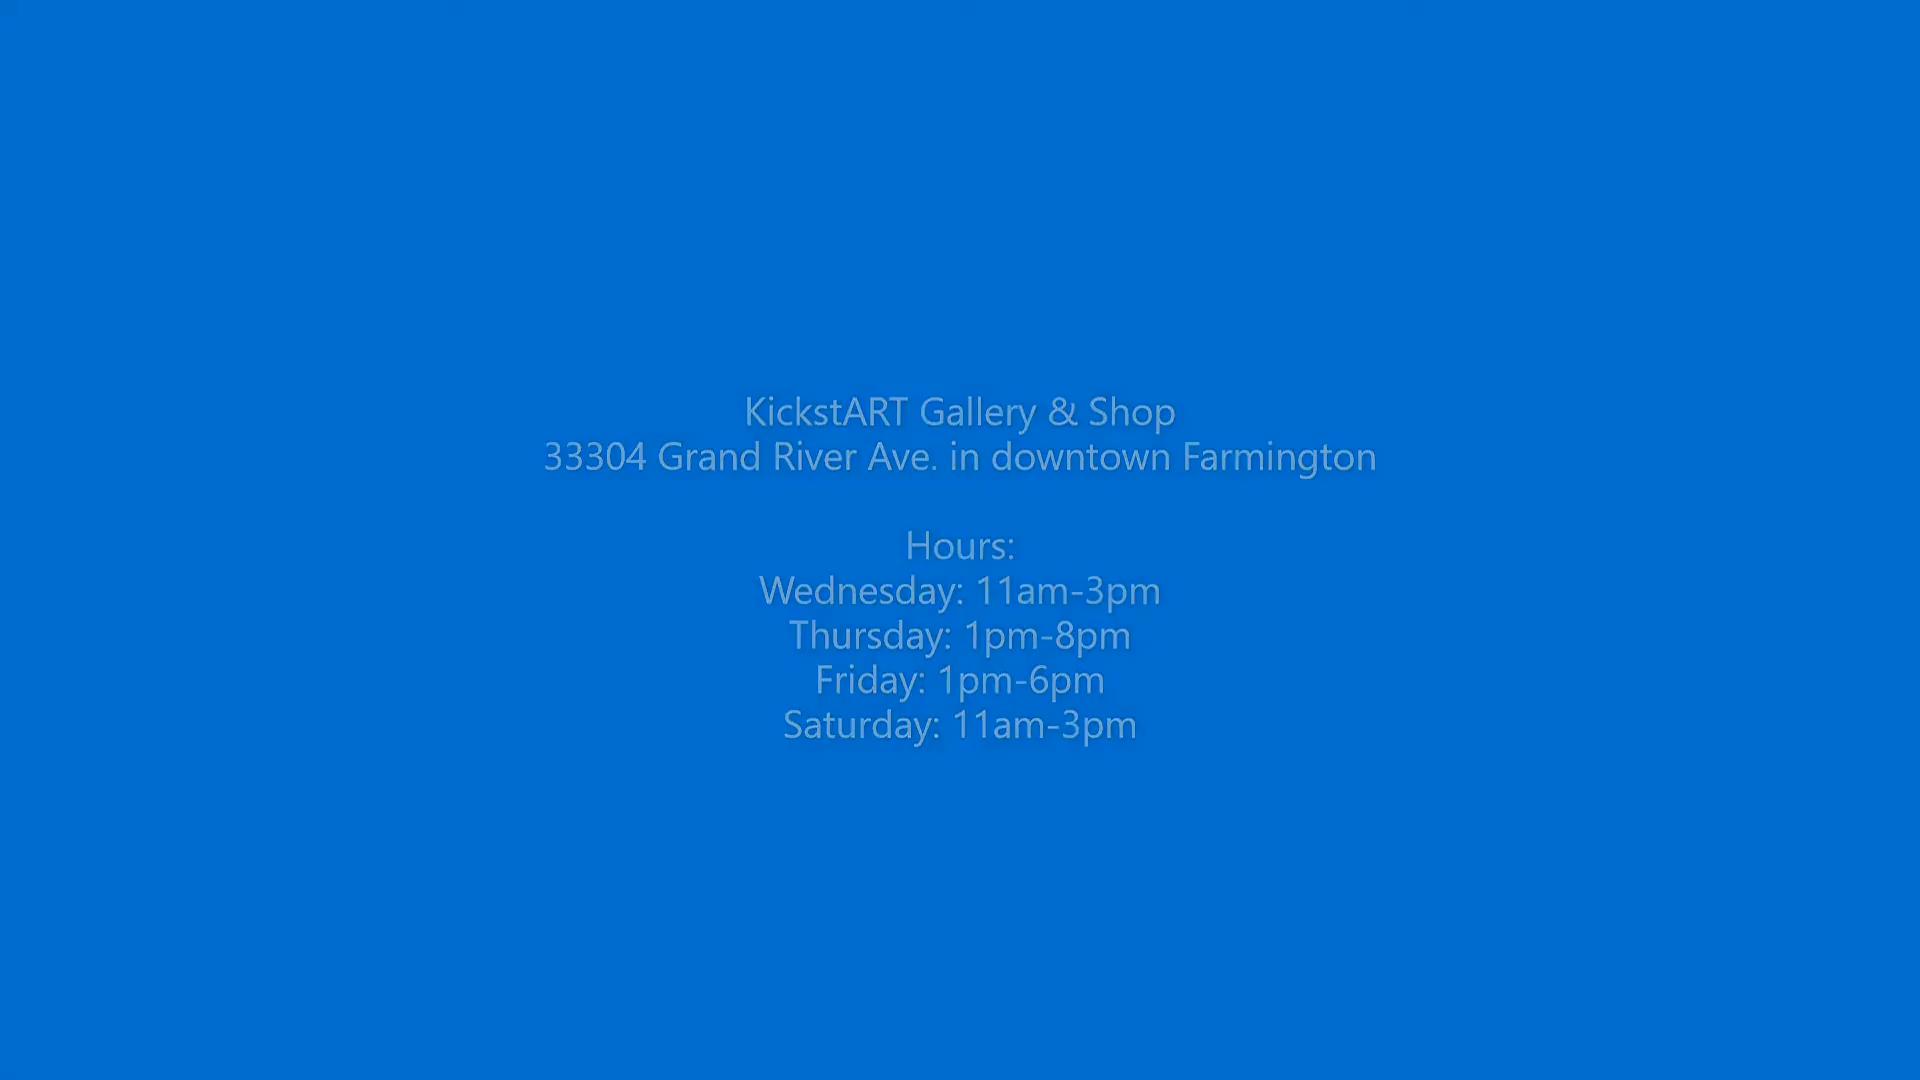 KickstART Gallery & Shop
33304 Grand River Ave. in downtown Farmington
Hours:
Wednesday: 11am-3pm
Thursday: 1pm-8pm
Friday: 1pm-6pm
Saturday: 11am-3pm